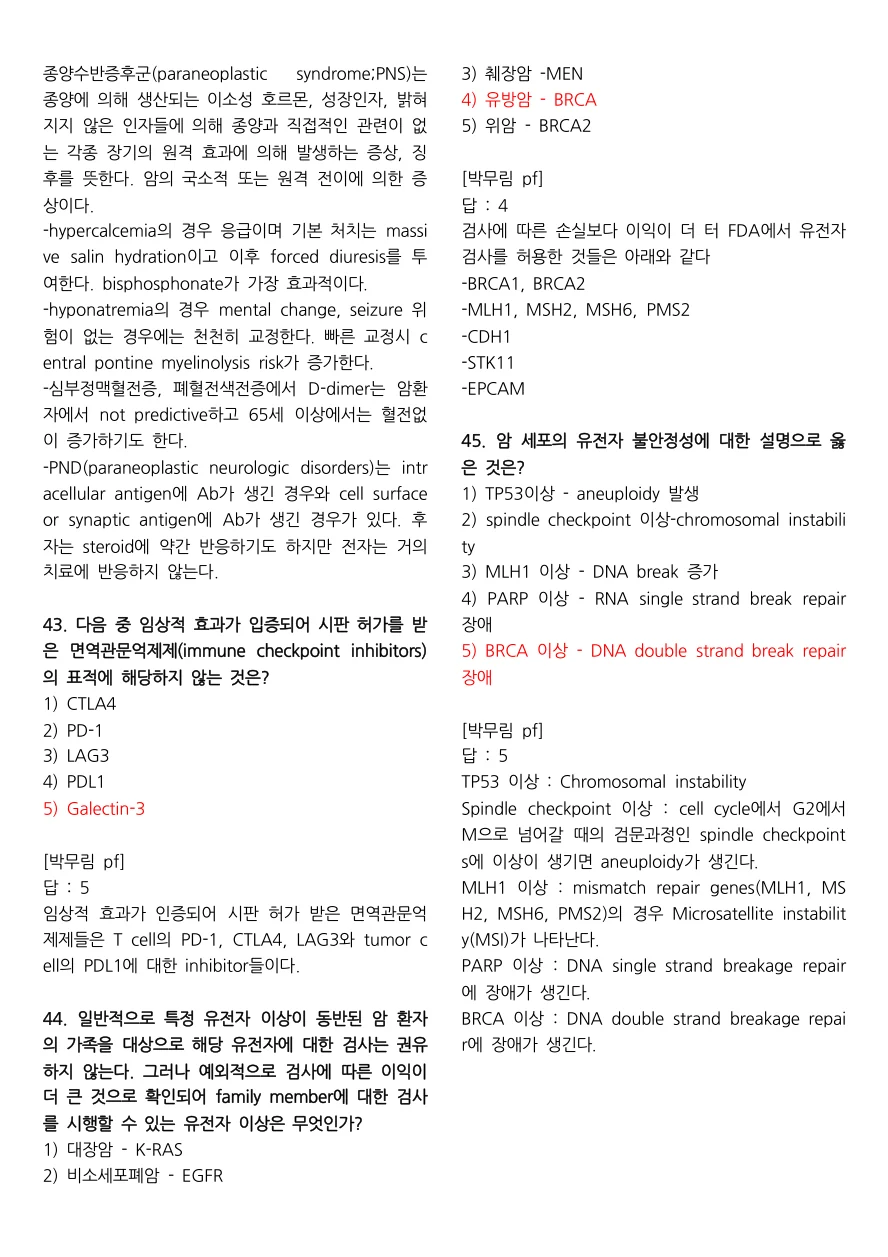 종양수반증후군(paraneoplastic syndrome;PNS)는
종양에 의해 생산되는 이소성 호르몬, 성장인자, 밝혀
지지 않은 인자들에 의해 종양과 직접적인 관련이 없
는 각종 장기의 원격 효과에 의해 발생하는 증상, 징
후를 뜻한다. 암의 국소적 또는 원격 전이에 의한 증
상이다.
-hypercalcemia의 경우 응급이며 기본 처치는 massi
ve salin hydration이고 이후 forced diuresis를 투
여한다. bisphosphonate가 가장 효과적이다.
-hyponatremia의 경우 mental change, seizure 위
험이 없는 경우에는 천천히 교정한다. 빠른 교정시 c
entral pontine myelinolysis risk가 증가한다.
-심부정맥혈전증, 폐혈전색전증에서 D-dimer는 암환
자에서 not predictive하고 65세 이상에서는 혈전없
이 증가하기도 한다.
-PND(paraneoplastic neurologic disorders)는 intr
acellular antigen에 Ab가 생긴 경우와 cell surface
or synaptic antigen에 Ab가 생긴 경우가 있다. 후
자는 steroid에 약간 반응하기도 하지만 전자는 거의
치료에 반응하지 않는다.
43. 다음 중 임상적 효과가 입증되어 시판 허가를 받
은 면역관문억제제(immune checkpoint inhibitors)
의 표적에 해당하지 않는 것은?
1) CTLA4
2) PD-1
3) LAG3
4) PDL1
5) Galectin-3
[박무림 pf]
답 : 5
임상적 효과가 인증되어 시판 허가 받은 면역관문억
제제들은 T cell의 PD-1, CTLA4, LAG3와 tumor c
ell의 PDL1에 대한 inhibitor들이다.
44. 일반적으로 특정 유전자 이상이 동반된 암 환자
의 가족을 대상으로 해당 유전자에 대한 검사는 권유
하지 않는다. 그러나 예외적으로 검사에 따른 이익이
더 큰 것으로 확인되어 family member에 대한 검사
를 시행할 수 있는 유전자 이상은 무엇인가?
1) 대장암 - K-RAS
2) 비소세포폐암 - EGFR
3) 췌장암 -MEN
4) 유방암 - BRCA
5) 위암 - BRCA2
[박무림 pf]
답 : 4
검사에 따른 손실보다 이익이 더 터 FDA에서 유전자
검사를 허용한 것들은 아래와 같다
-BRCA1, BRCA2
-MLH1, MSH2, MSH6, PMS2
-CDH1
-STK11
-EPCAM
45. 암 세포의 유전자 불안정성에 대한 설명으로 옳
은 것은?
1) TP53이상 - aneuploidy 발생
2) spindle checkpoint 이상-chromosomal instabili
ty
3) MLH1 이상 - DNA break 증가
4) PARP 이상 - RNA single strand break repair
장애
5) BRCA 이상 - DNA double strand break repair
장애
[박무림 pf]
답 : 5
TP53 이상 : Chromosomal instability
Spindle checkpoint 이상 : cell cycle에서 G2에서
M으로 넘어갈 때의 검문과정인 spindle checkpoint
s에 이상이 생기면 aneuploidy가 생긴다.
MLH1 이상 : mismatch repair genes(MLH1, MS
H2, MSH6, PMS2)의 경우 Microsatellite instabilit
y(MSI)가 나타난다.
PARP 이상 : DNA single strand breakage repair
에 장애가 생긴다.
BRCA 이상 : DNA double strand breakage repai
r에 장애가 생긴다.